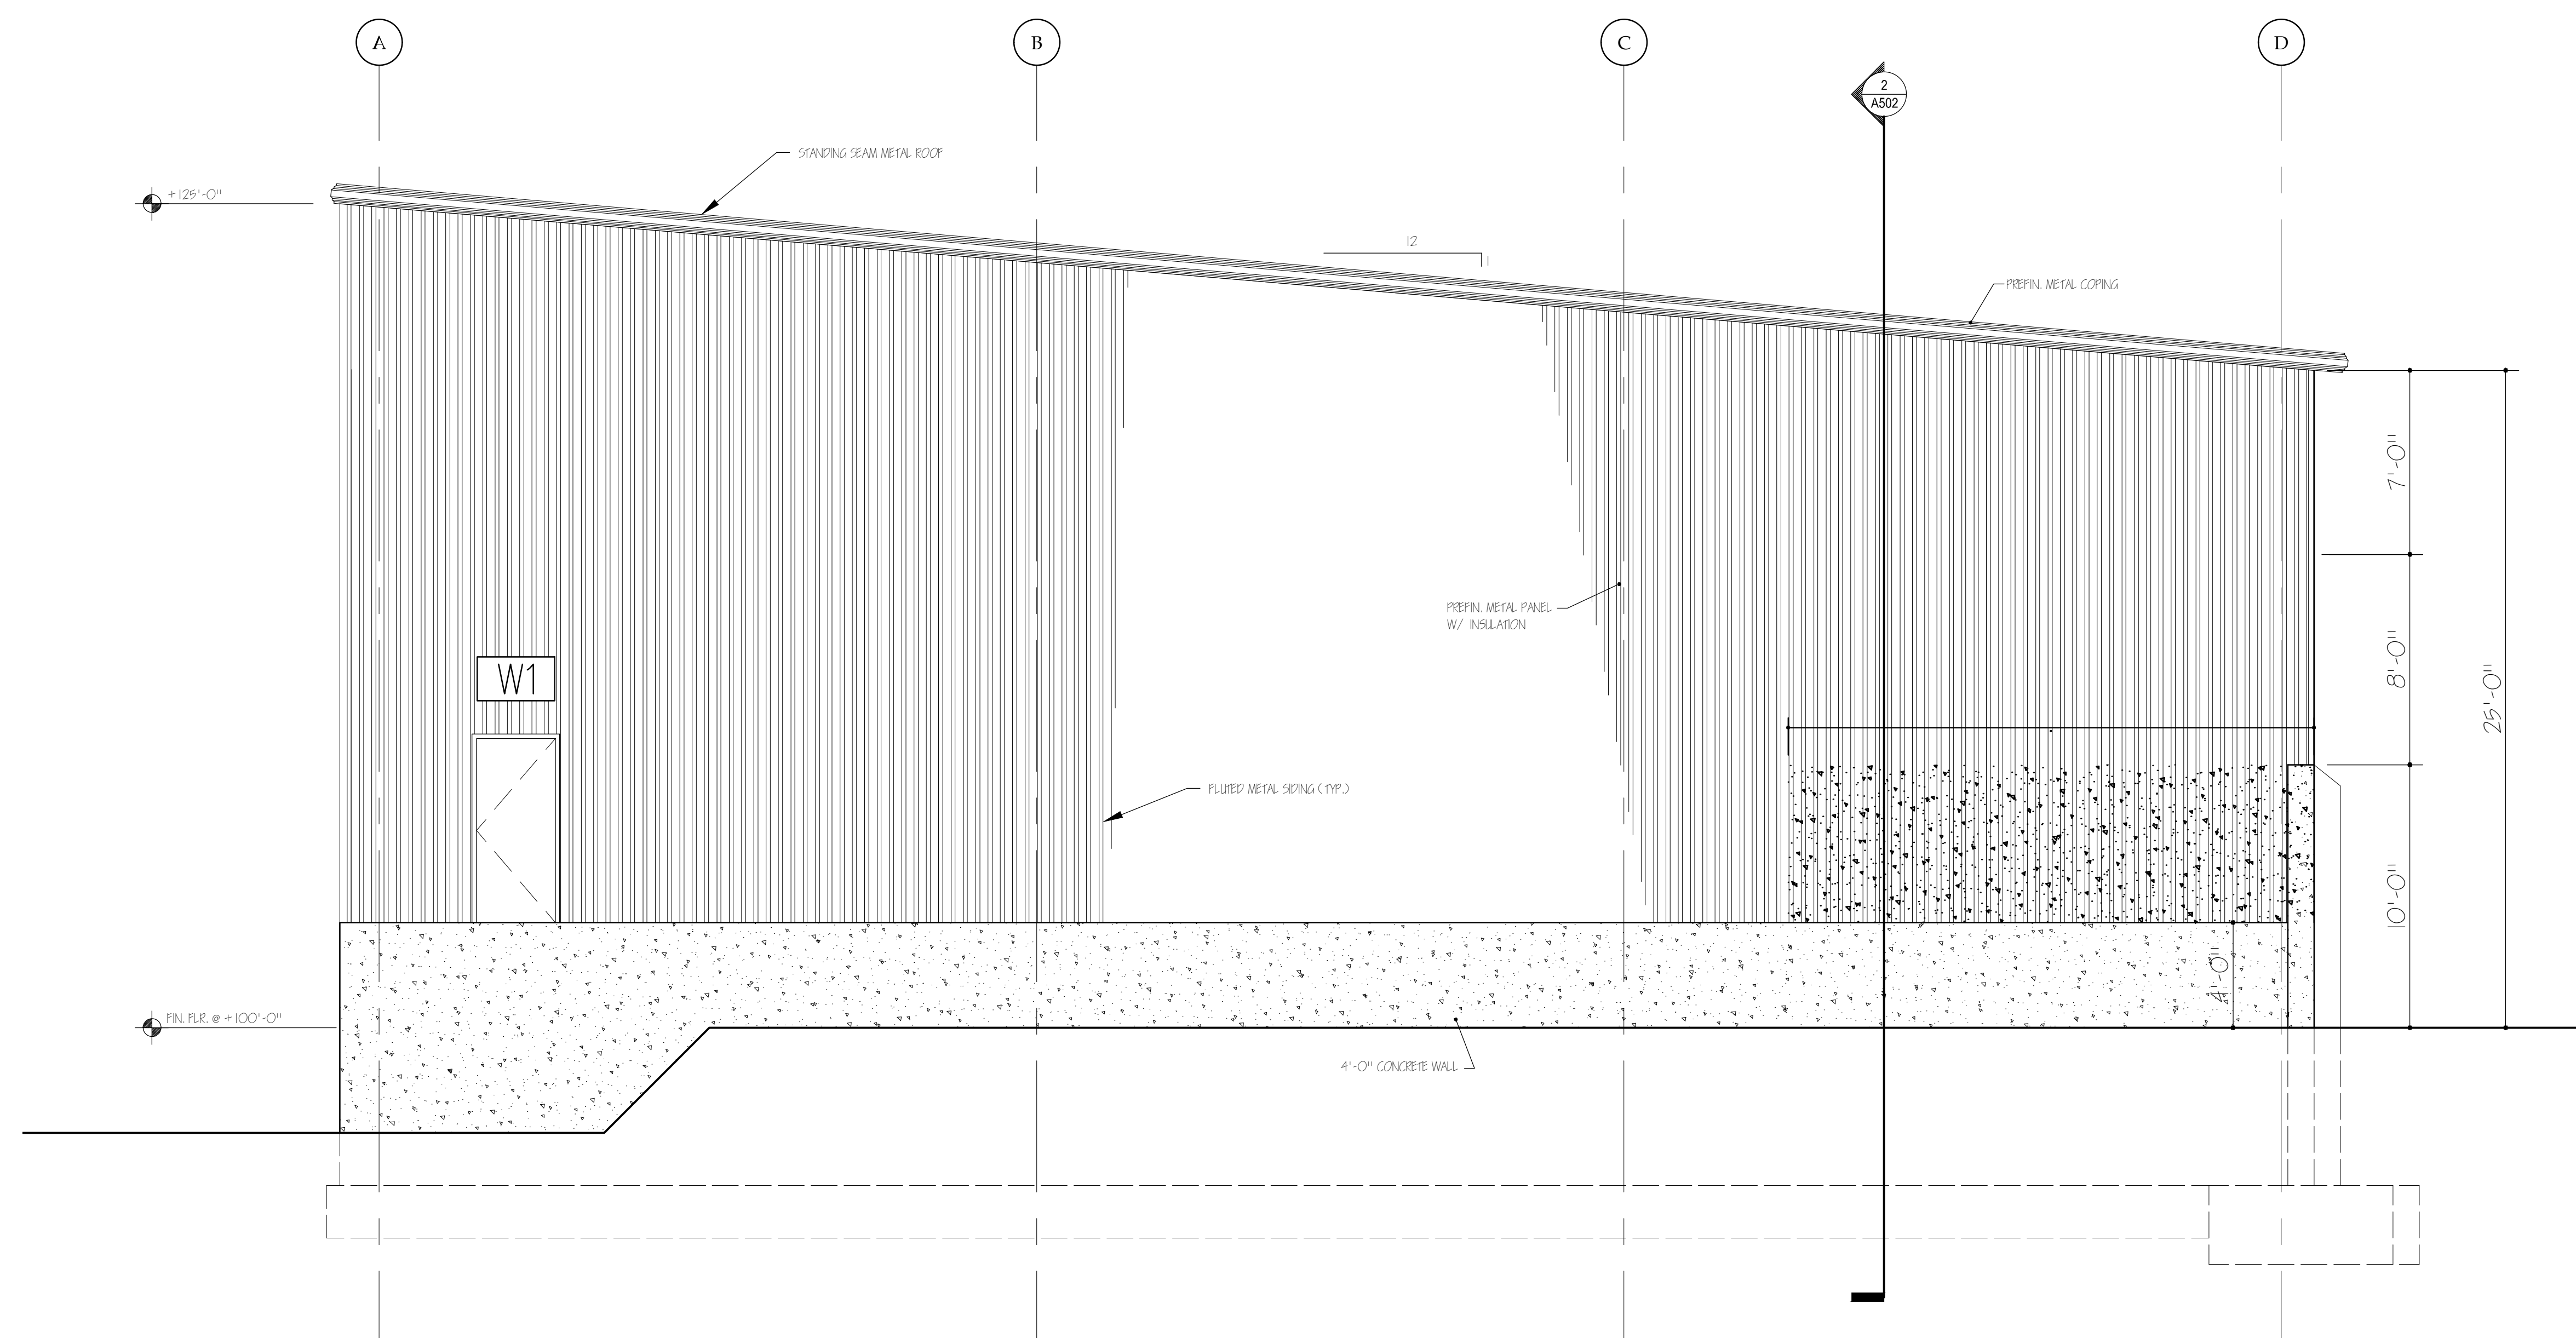 A
B
C
D
2
A502
STANDING SEAM METAL ROOF
+125'-0"
12
1
PREFIN. METAL COPING
7'-0"
PREFIN. METAL PANEL
W/ INSULATION
8'-0"
25'-0"
W1
FLUTED METAL SIDING (TYP.)
10'-0"
4'-0"
FIN. FLR. @ +100'-0"
4'-0" CONCRETE WALL